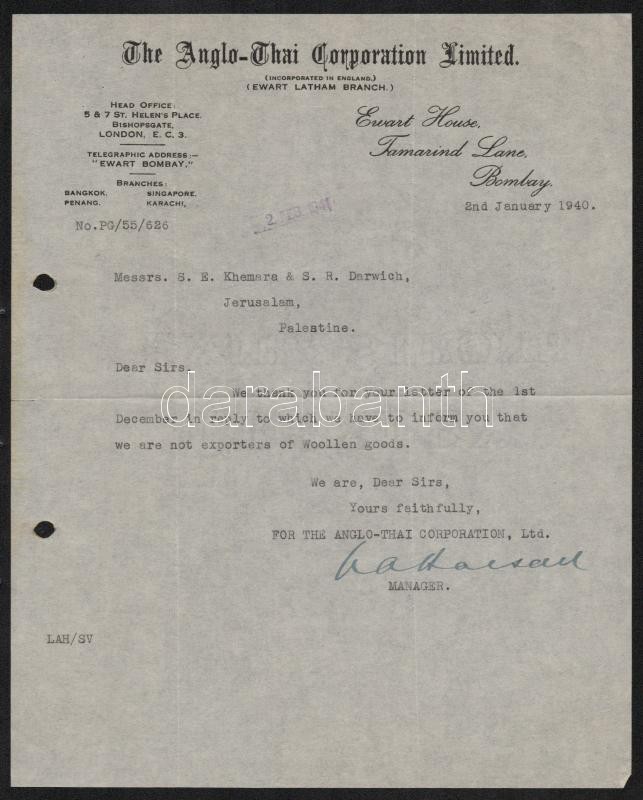 The Anglo-Thai Corporation Limited.
(INCORPORATED IN ENGLAND.)
(EWART LATHAM BRANCH.)
HEAD OFFICE:
5 & 7 ST. HELEN'S PLACE.
BISHOPSGATE,
LONDON, E. C. 3.
TELEGRAPHIC ADDRESS:—
"EWART BOMBAY."
BRANCHES:
BANGKOK. SINGAPORE.
PENANG. KARACHI.
Ewart House,
Tamarind Lane,
Bombay.
2nd January 1940.
No.PG/55/626
Messrs. S. E. Khemara & S. R. Darwich,
Jerusalam,
Palestine.
Dear Sirs,
We thank you for your letter of the 1st
December in reply to which we have to inform you that
we are not exporters of Woollen goods.
darabanth
We are, Dear Sirs,
Yours faithfully,
FOR THE ANGLO-THAI CORPORATION, Ltd.
MANAGER.
LAH/SV